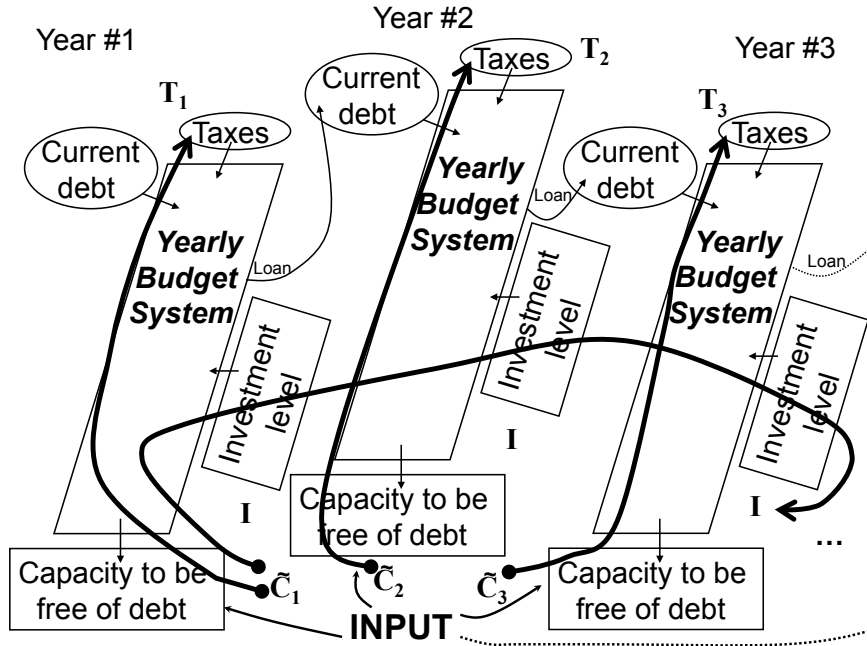 Year #1
T1
Taxes
Current
debt
Yearly
Budget
System
Loan
Investment
level
I
Capacity to be
free of debt
C̃1
Year #2
T2
Taxes
Current
debt
Yearly
Budget
System
Loan
Investment
level
I
Capacity to be
free of debt
C̃2
Year #3
T3
Taxes
Current
debt
Yearly
Budget
System
Loan
Investment
level
I
...
Capacity to be
free of debt
C̃3
INPUT